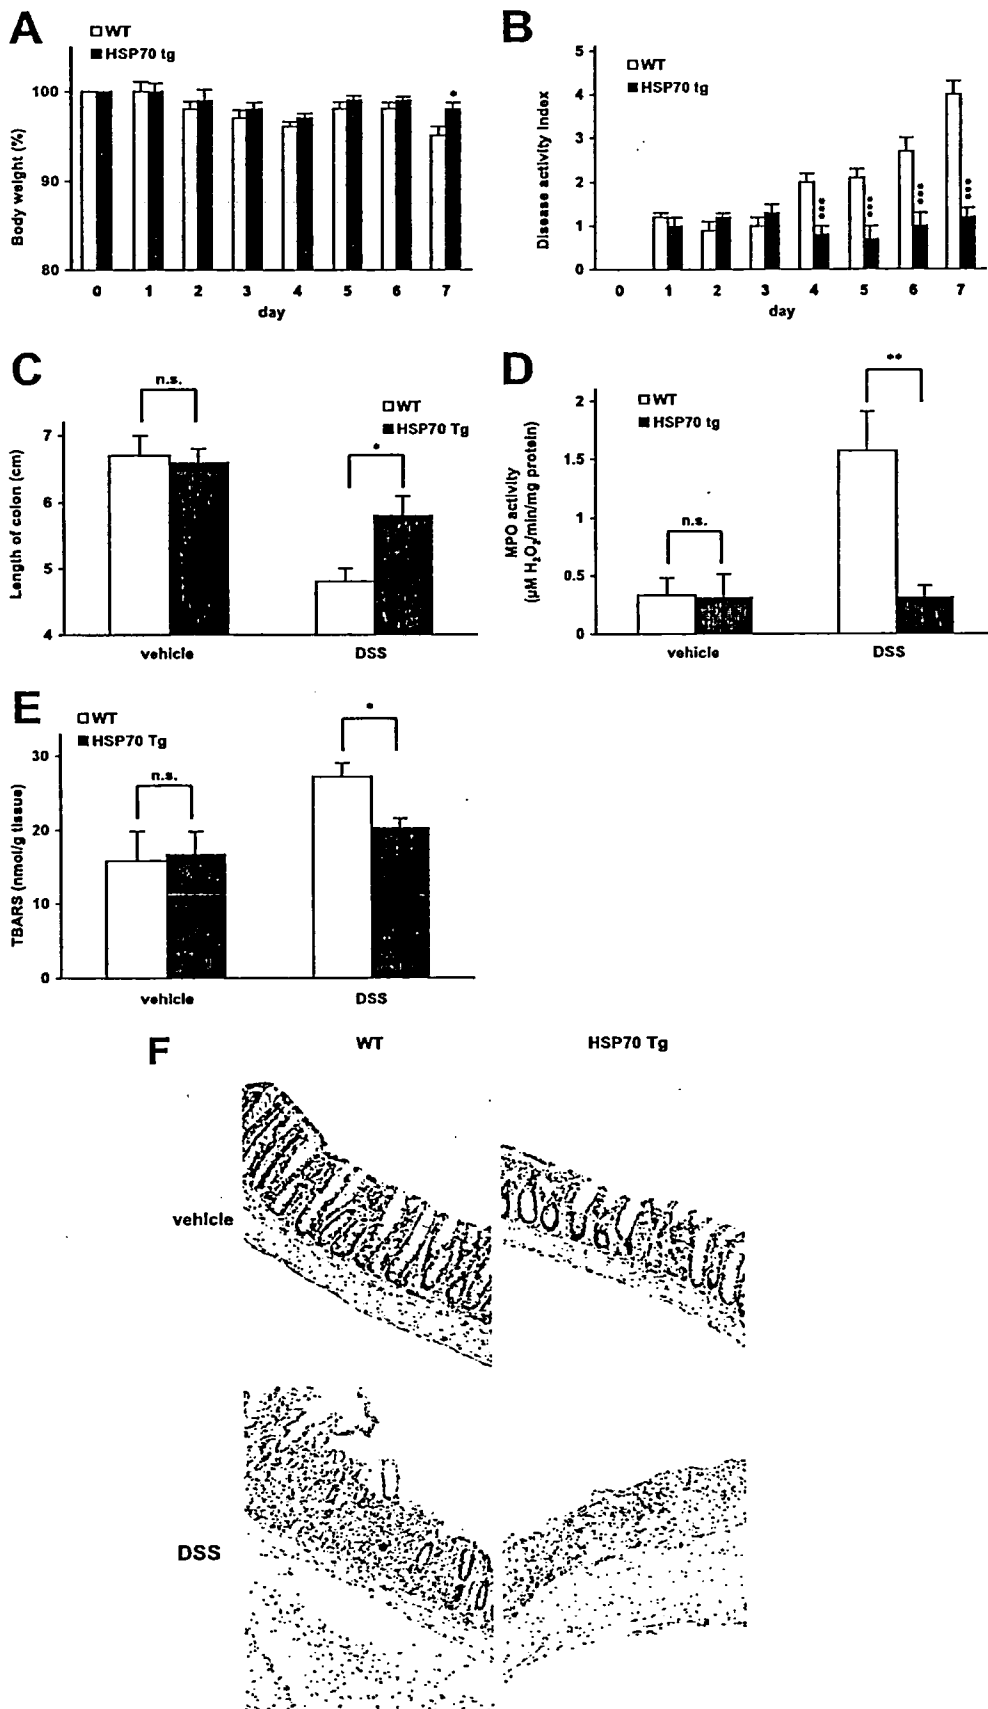 A
WT
HSP70 tg
100
90
80
Body weight (%)
*
0 1 2 3 4 5 6 7
day
B
WT
HSP70 tg
5
4
3
2
1
0
Disease activity index
*** *** *** ***
0 1 2 3 4 5 6 7
day
C
n.s.
WT
HSP70 Tg
*
7
6
5
4
Length of colon (cm)
vehicle DSS
D
**
WT
HSP70 tg
n.s.
2
1.5
1
0.5
0
MPO activity
(µM H₂O₂/min/mg protein)
vehicle DSS
E
WT
HSP70 Tg
n.s.
*
30
20
10
0
TBARS (nmol/g tissue)
vehicle DSS
F
WT HSP70 Tg
vehicle
DSS